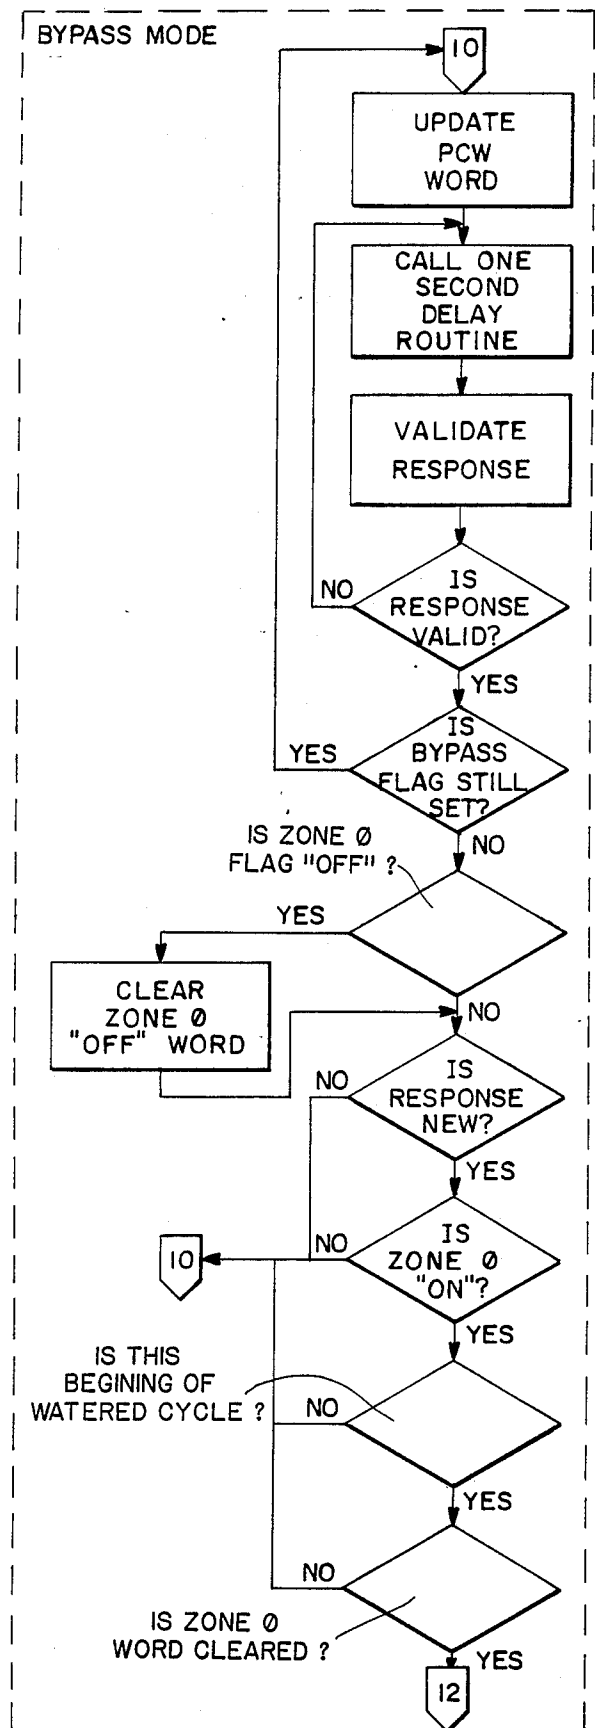 BYPASS MODE
10
UPDATE
PCW
WORD
CALL ONE
SECOND
DELAY
ROUTINE
VALIDATE
RESPONSE
IS
RESPONSE
VALID?
NO
YES
IS
BYPASS
FLAG STILL
SET?
YES
NO
IS ZONE Ø
FLAG "OFF" ?
YES
NO
CLEAR
ZONE Ø
"OFF" WORD
IS
RESPONSE
NEW?
NO
YES
IS
ZONE Ø
"ON"?
NO
10
YES
IS THIS
BEGINING OF
WATERED CYCLE ?
NO
YES
NO
IS ZONE Ø
WORD CLEARED ?
YES
12